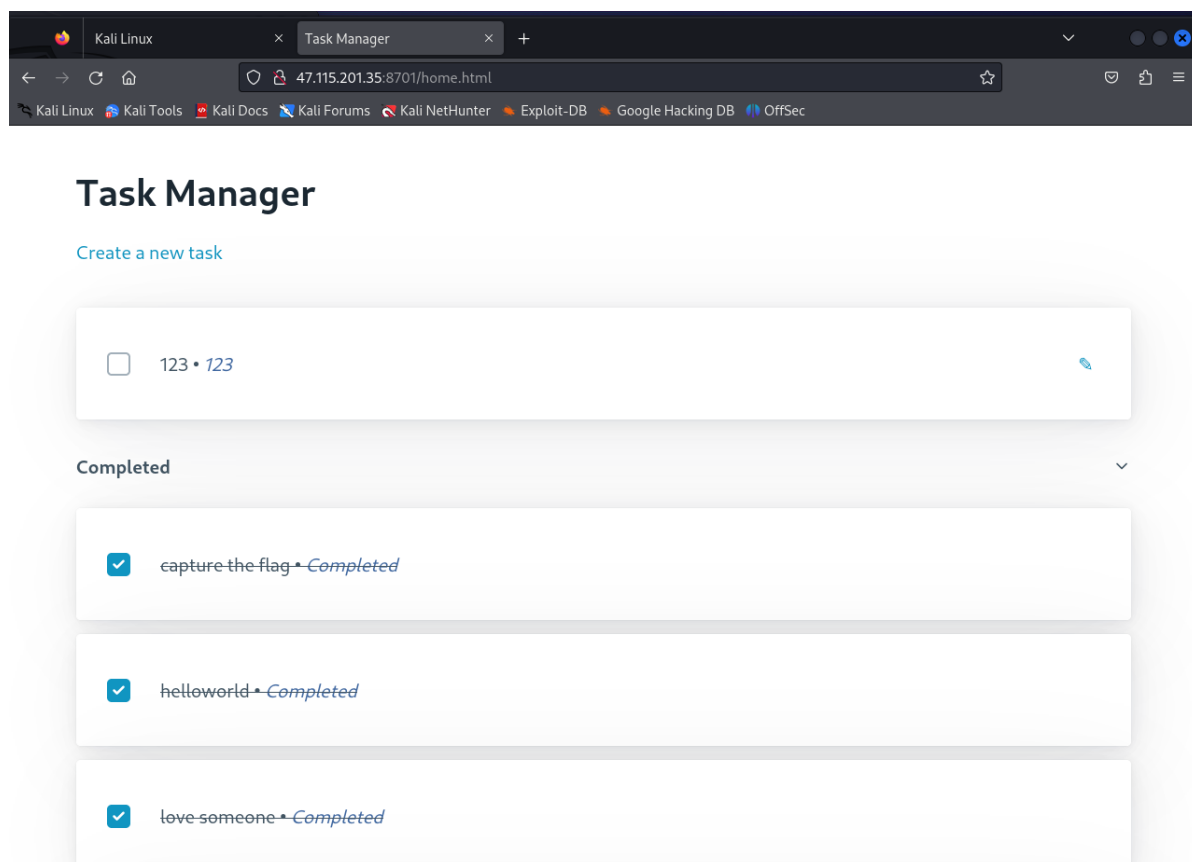 Kali Linux
Task Manager
47.115.201.35:8701/home.html
Kali Linux Kali Tools Kali Docs Kali Forums Kali NetHunter Exploit-DB Google Hacking DB OffSec
Task Manager
Create a new task
123 • 123
Completed
capture the flag • Completed
helloworld • Completed
love someone • Completed